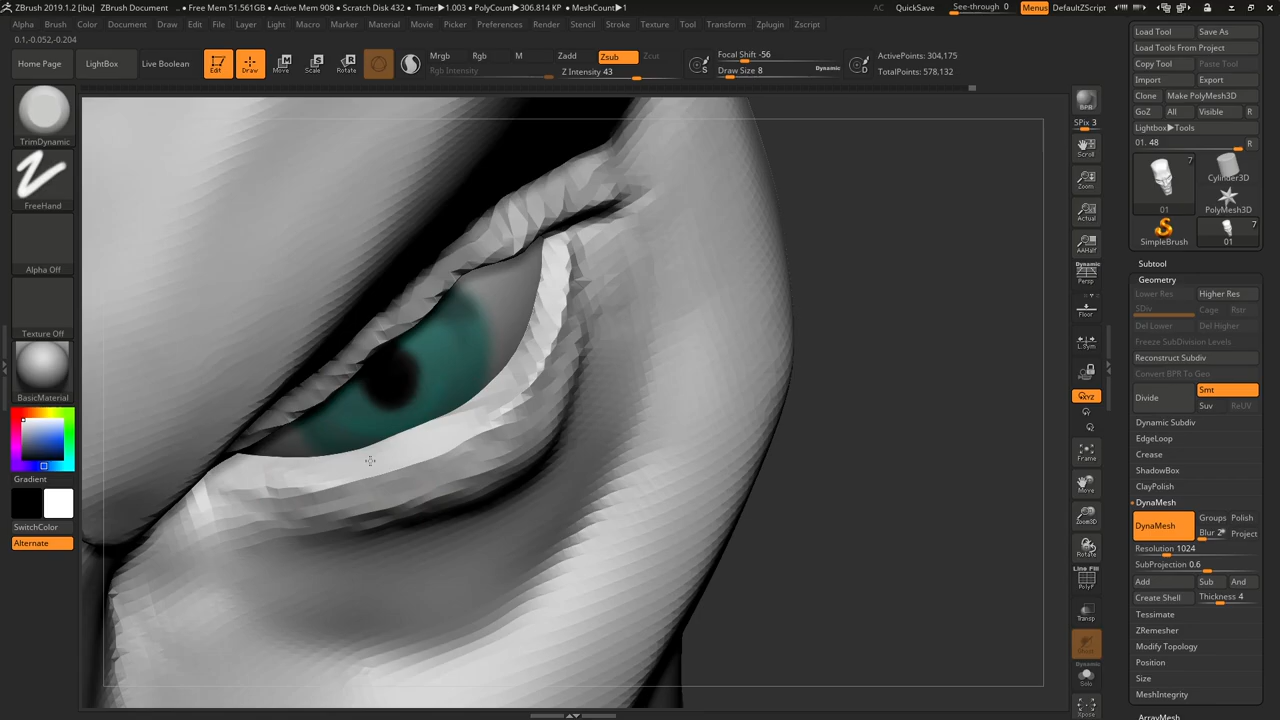 ZBrush 2019.1.2 [ibu] ZBrush Document .. • Free Mem 51.561GB • Active Mem 908 • Scratch Disk 432 • Timer▶1.003 • PolyCount▶306.814 KP • MeshCount▶1 AC QuickSave See-through 0 Menus DefaultZScript
Alpha Brush Color Document Draw Edit File Layer Light Macro Marker Material Movie Picker Preferences Render Stencil Stroke Texture Tool Transform Zplugin Zscript
0.1,-0.052,-0.204
Home Page LightBox Live Boolean Edit Draw Move Scale Rotate
Mrgb Rgb M Zadd Zsub Zcut
Rgb Intensity Z Intensity 43
Focal Shift -56
Draw Size 8 Dynamic
S D
ActivePoints: 304,175
TotalPoints: 578,132
TrimDynamic
FreeHand
Alpha Off
Texture Off
BasicMaterial
Gradient
SwitchColor
Alternate
BPR
SPix 3
Scroll
Zoom
Actual
AAHalf
Dynamic
Persp
Floor
L.Sym
XYZ
Frame
Move
Zoom3D
Rotate
Line Fill
PolyF
Transp
Ghost
Dynamic
Solo
Xpose
Load Tool Save As
Load Tools From Project
Copy Tool Paste Tool
Import Export
Clone Make PolyMesh3D
GoZ All Visible R
Lightbox▶Tools
01. 48 R
7
Cylinder3D
01 PolyMesh3D
7
SimpleBrush 01
Subtool
Geometry
Lower Res Higher Res
SDiv Cage Rstr
Del Lower Del Higher
Freeze SubDivision Levels
Reconstruct Subdiv
Convert BPR To Geo
Divide Smt
Suv ReUV
Dynamic Subdiv
EdgeLoop
Crease
ShadowBox
ClayPolish
DynaMesh
DynaMesh Groups Polish
Blur 2 Project
Resolution 1024
SubProjection 0.6
Add Sub And
Create Shell Thickness 4
Tessimate
ZRemesher
Modify Topology
Position
Size
MeshIntegrity
ArrayMesh